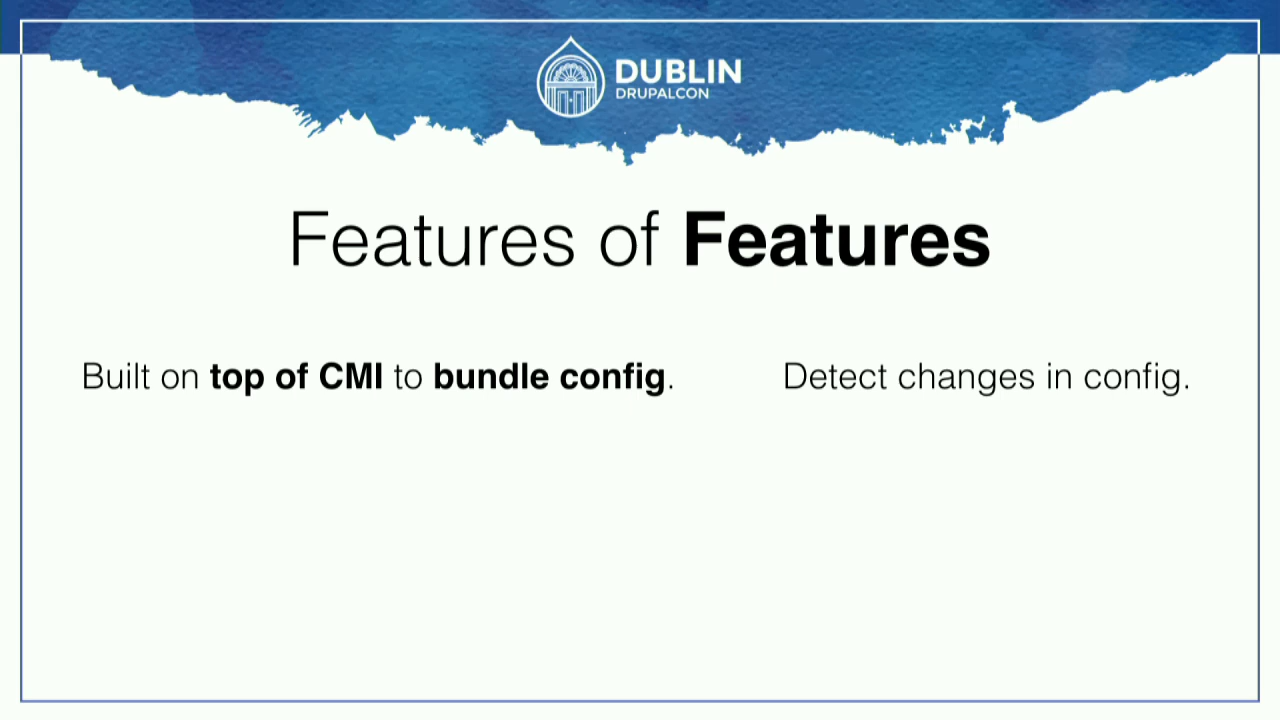 DUBLIN
DRUPALCON
Features of Features
Built on top of CMI to bundle config.
Detect changes in config.